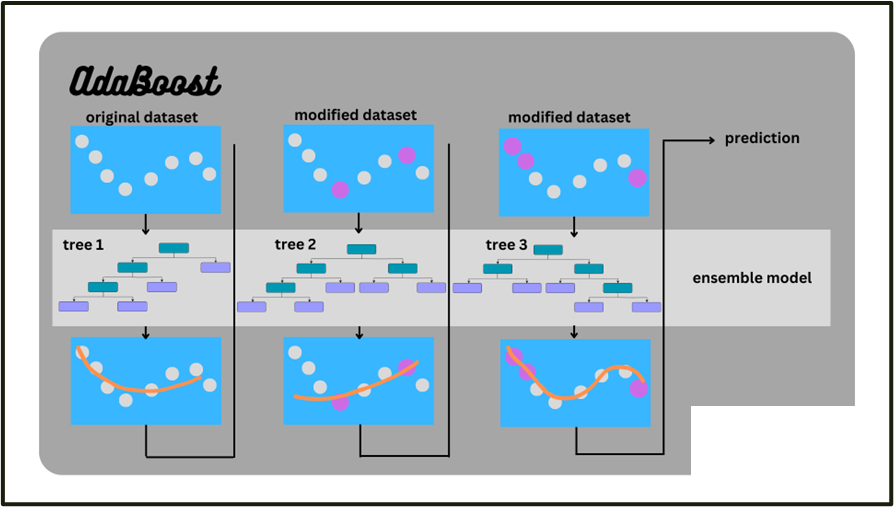 AdaBoost
original dataset
modified dataset
modified dataset
prediction
tree 1
tree 2
tree 3
ensemble model